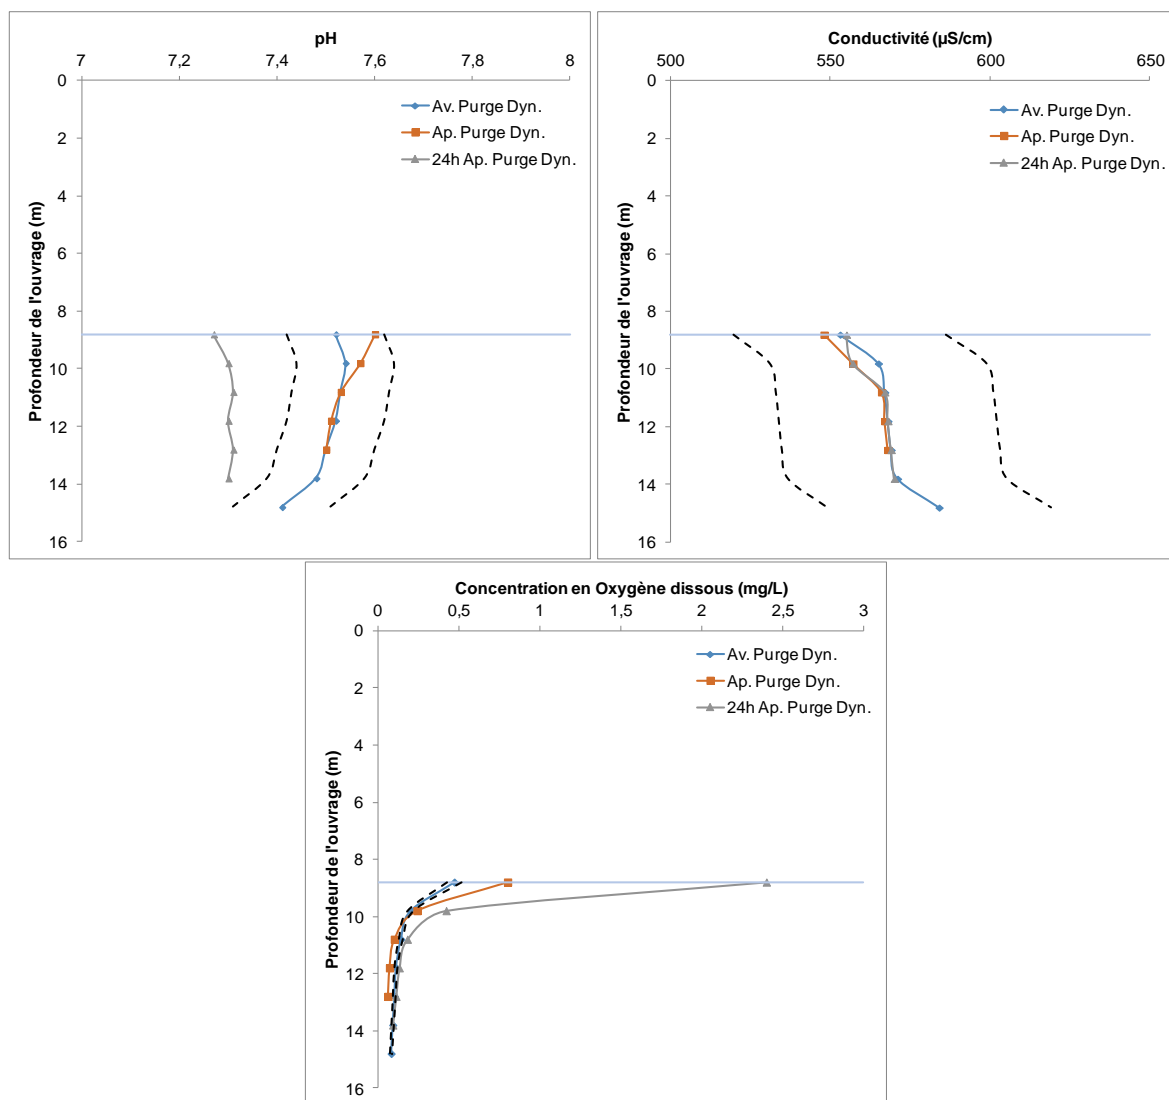 pH
7 7,2 7,4 7,6 7,8 8
0
2
4
6
8
10
12
14
16
Profondeur de l'ouvrage (m)
Av. Purge Dyn.
Ap. Purge Dyn.
24h Ap. Purge Dyn.
Conductivité (µS/cm)
500 550 600 650
0
2
4
6
8
10
12
14
16
Profondeur de l'ouvrage (m)
Av. Purge Dyn.
Ap. Purge Dyn.
24h Ap. Purge Dyn.
Concentration en Oxygène dissous (mg/L)
0 0,5 1 1,5 2 2,5 3
0
2
4
6
8
10
12
14
16
Profondeur de l'ouvrage (m)
Av. Purge Dyn.
Ap. Purge Dyn.
24h Ap. Purge Dyn.